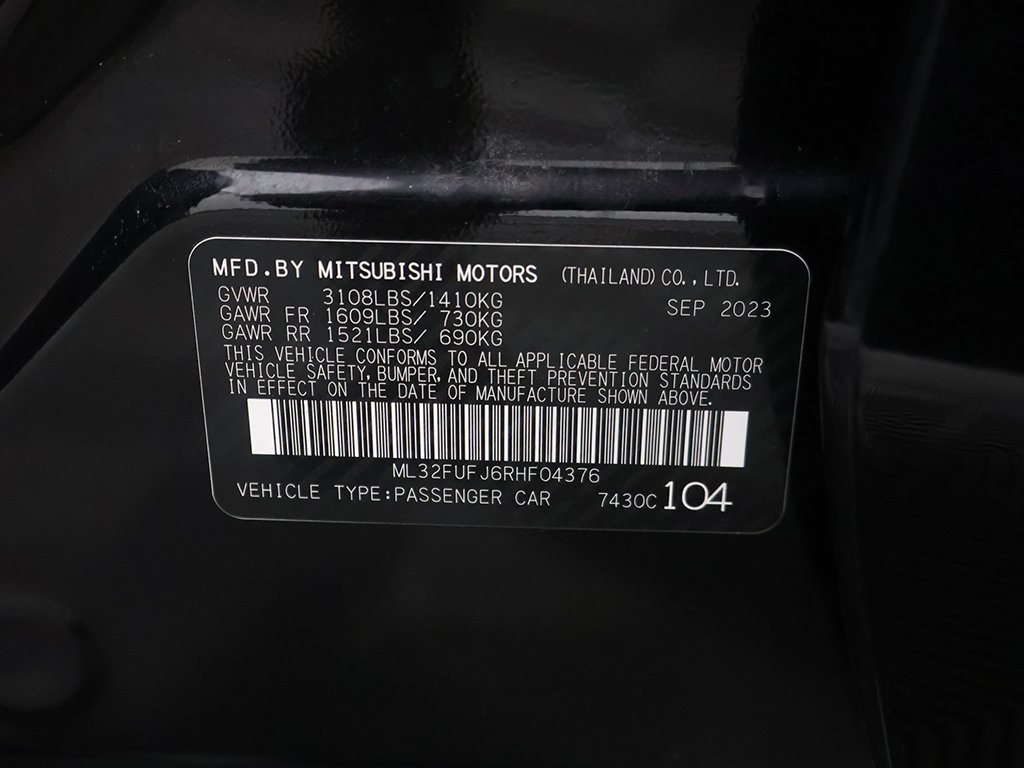 MFD.BY MITSUBISHI MOTORS (THAILAND) CO., LTD.
GVWR 3108LBS/1410KG SEP 2023
GAWR FR 1609LBS/ 730KG
GAWR RR 1521LBS/ 690KG
THIS VEHICLE CONFORMS TO ALL APPLICABLE FEDERAL MOTOR
VEHICLE SAFETY, BUMPER, AND THEFT PREVENTION STANDARDS
IN EFFECT ON THE DATE OF MANUFACTURE SHOWN ABOVE.
ML32FUFJ6RHF04376
VEHICLE TYPE:PASSENGER CAR 7430C 104